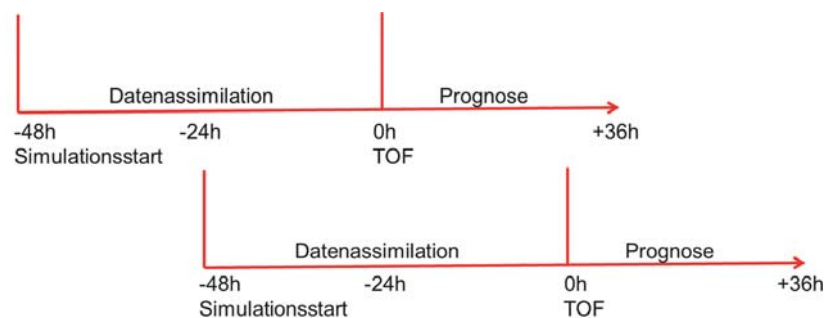 Datenassimilation Prognose
-48h -24h 0h +36h
Simulationsstart TOF
Datenassimilation Prognose
-48h -24h 0h +36h
Simulationsstart TOF